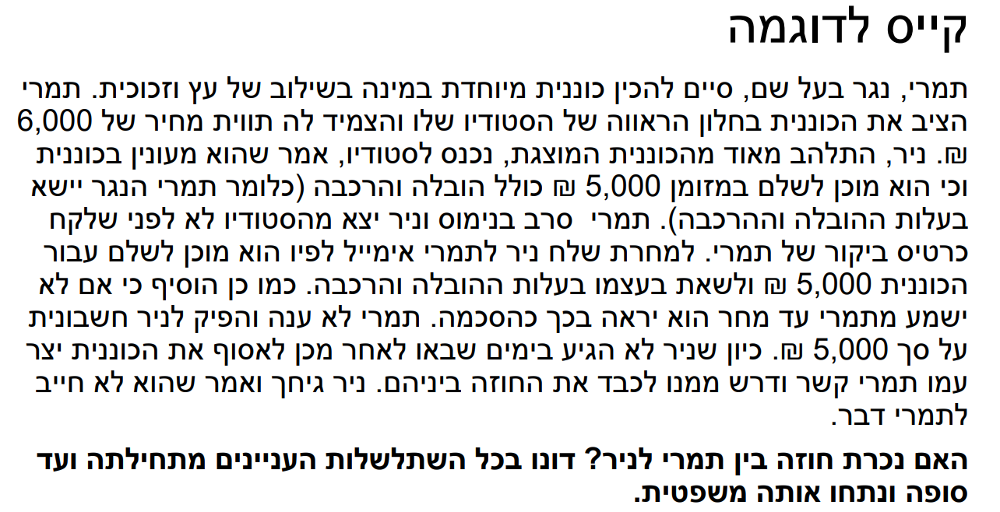 קייס לדוגמה
תמרי, נגר בעל שם, סיים להכין כוננית מיוחדת במינה בשילוב של עץ וזכוכית. תמרי
הציב את הכוננית בחלון הראווה של הסטודיו שלו והצמיד לה תווית מחיר של 6,000
₪. ניר, התלהב מאוד מהכוננית המוצגת, נכנס לסטודיו, אמר שהוא מעונין בכוננית
וכי הוא מוכן לשלם במזומן 5,000 ₪ כולל הובלה והרכבה (כלומר תמרי הנגר יישא
בעלות ההובלה וההרכבה). תמרי  סרב בנימוס וניר יצא מהסטודיו לא לפני שלקח
כרטיס ביקור של תמרי. למחרת שלח ניר לתמרי אימייל לפיו הוא מוכן לשלם עבור
הכוננית 5,000 ₪ ולשאת בעצמו בעלות ההובלה והרכבה. כמו כן הוסיף כי אם לא
ישמע מתמרי עד מחר הוא יראה בכך כהסכמה. תמרי לא ענה והפיק לניר חשבונית
על סך 5,000 ₪. כיון שניר לא הגיע בימים שבאו לאחר מכן לאסוף את הכוננית יצר
עמו תמרי קשר ודרש ממנו לכבד את החוזה ביניהם. ניר גיחך ואמר שהוא לא חייב
לתמרי דבר.
האם נכרת חוזה בין תמרי לניר? דונו בכל השתלשלות העניינים מתחילתה ועד
סופה ונתחו אותה משפטית.